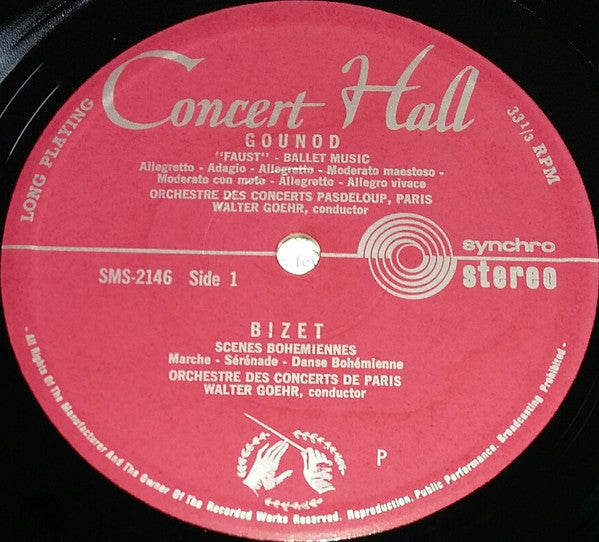 Concert Hall
LONG PLAYING
33 1/3 RPM
GOUNOD
"FAUST" - BALLET MUSIC
Allegretto - Adagio - Allegretto - Moderato maestoso -
Moderato con moto - Allegretto - Allegro vivace
ORCHESTRE DES CONCERTS PASDELOUP, PARIS
WALTER GOEHR, conductor
synchro
stereo
SMS-2146 Side 1
BIZET
SCENES BOHEMIENNES
Marche - Sérénade - Danse Bohémienne
ORCHESTRE DES CONCERTS DE PARIS
WALTER GOEHR, conductor
P
- All Rights Of The Manufacturer And The Owner Of The Recorded Works Reserved. Reproduction, Public Performance, Broadcasting Prohibited. -